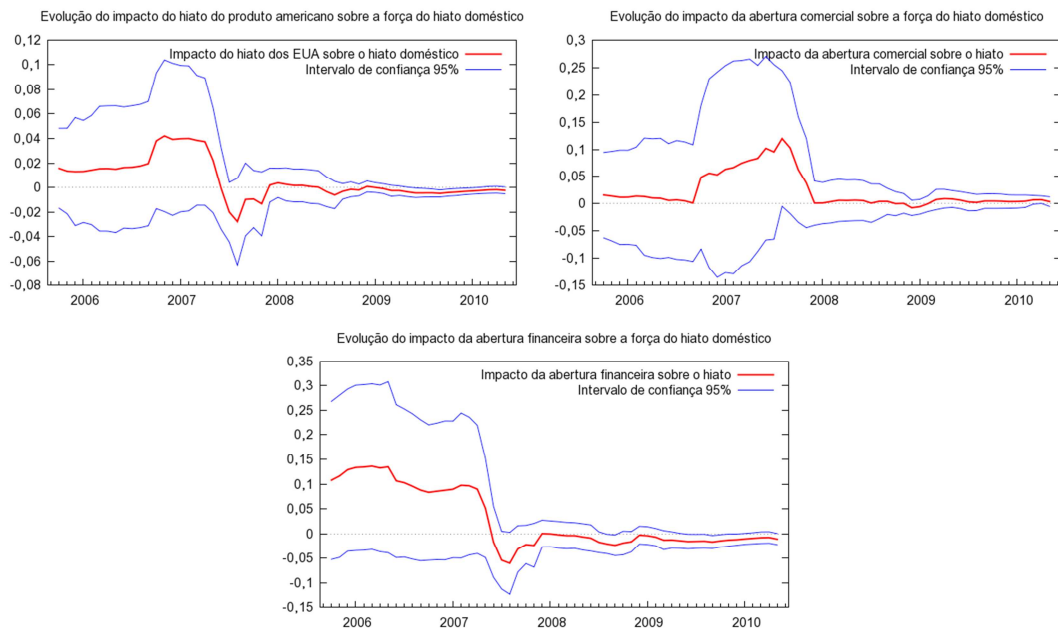 Evolução do impacto do hiato do produto americano sobre a força do hiato doméstico
0,12
0,1
0,08
0,06
0,04
0,02
0
-0,02
-0,04
-0,06
-0,08
Impacto do hiato dos EUA sobre o hiato doméstico
Intervalo de confiança 95%
2006 2007 2008 2009 2010
Evolução do impacto da abertura comercial sobre a força do hiato doméstico
0,3
0,25
0,2
0,15
0,1
0,05
0
-0,05
-0,1
-0,15
Impacto da abertura comercial sobre o hiato
Intervalo de confiança 95%
2006 2007 2008 2009 2010
Evolução do impacto da abertura financeira sobre a força do hiato doméstico
0,35
0,3
0,25
0,2
0,15
0,1
0,05
0
-0,05
-0,1
-0,15
Impacto da abertura financeira sobre o hiato
Intervalo de confiança 95%
2006 2007 2008 2009 2010